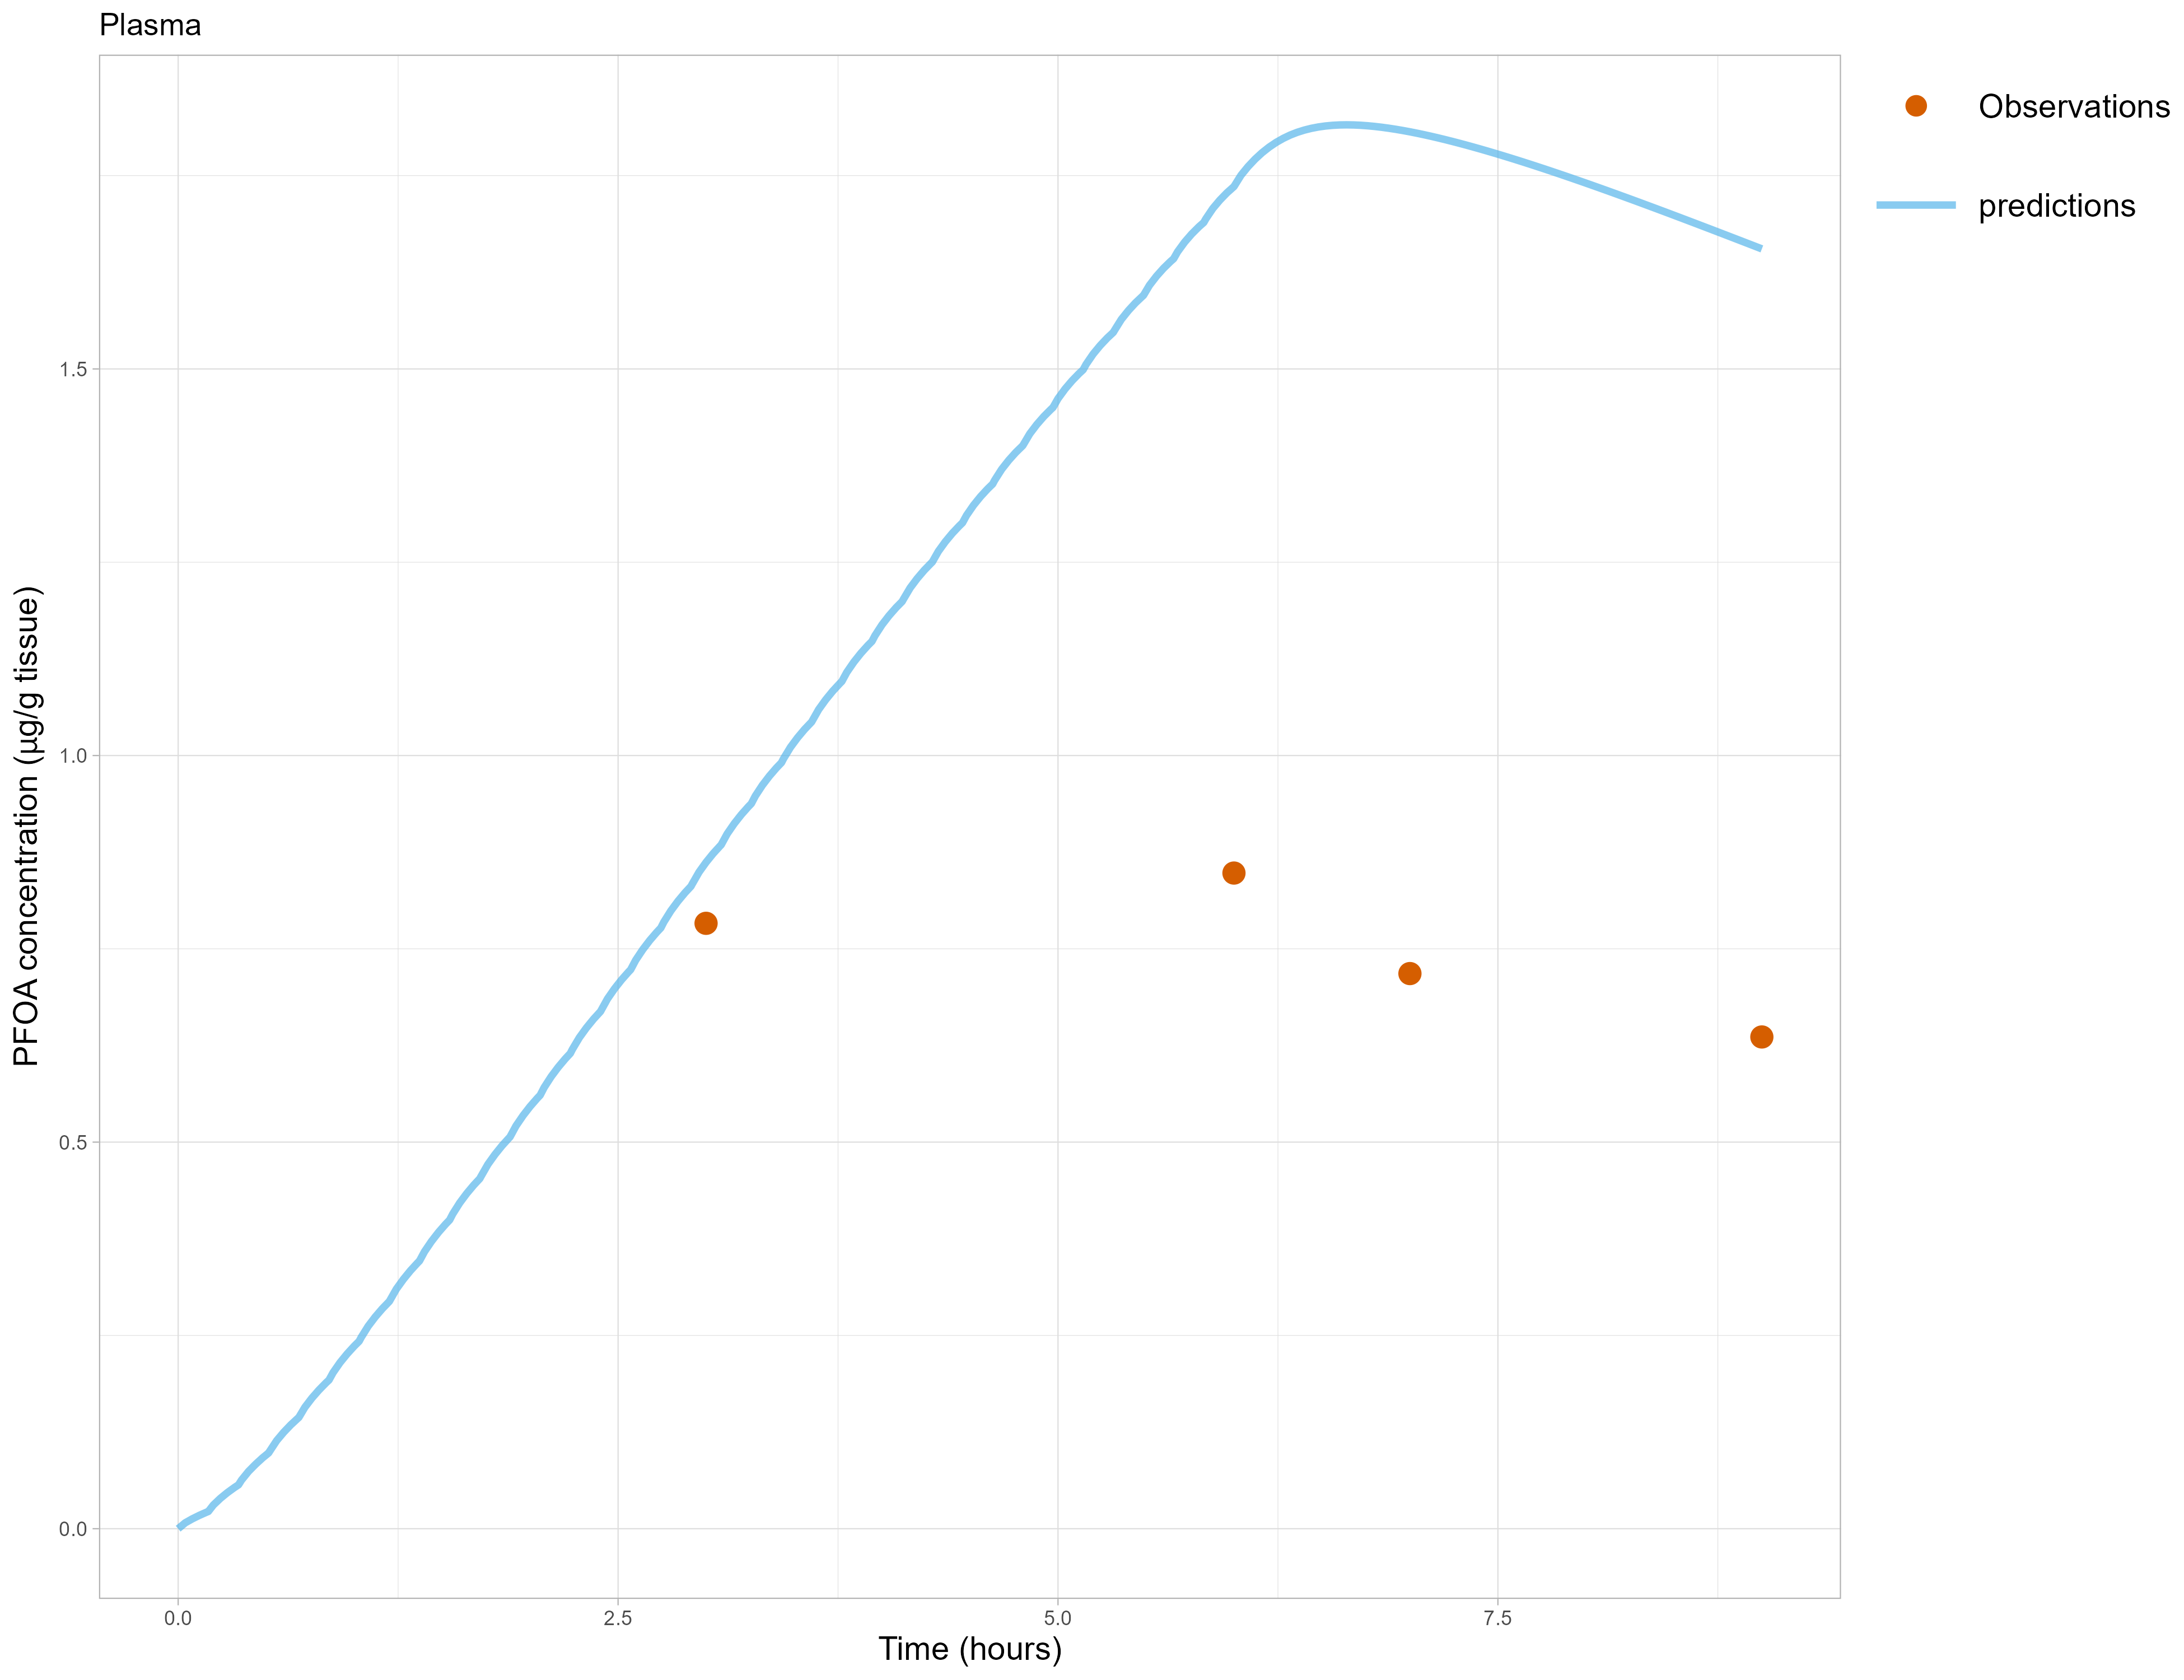 Plasma
Observations
predictions
PFOA concentration (µg/g tissue)
1.5
1.0
0.5
0.0
0.0
2.5
5.0
7.5
Time (hours)